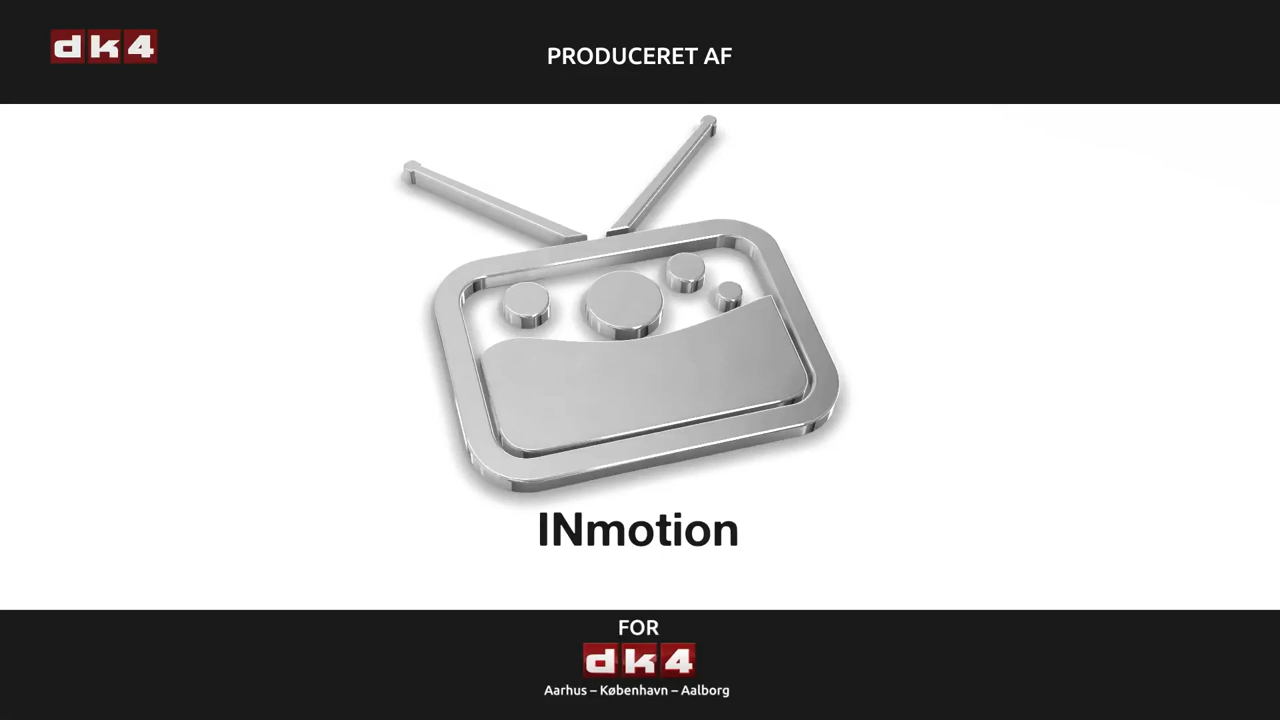 dk4
PRODUCERET AF
INmotion
FOR
dk4
Aarhus – København – Aalborg